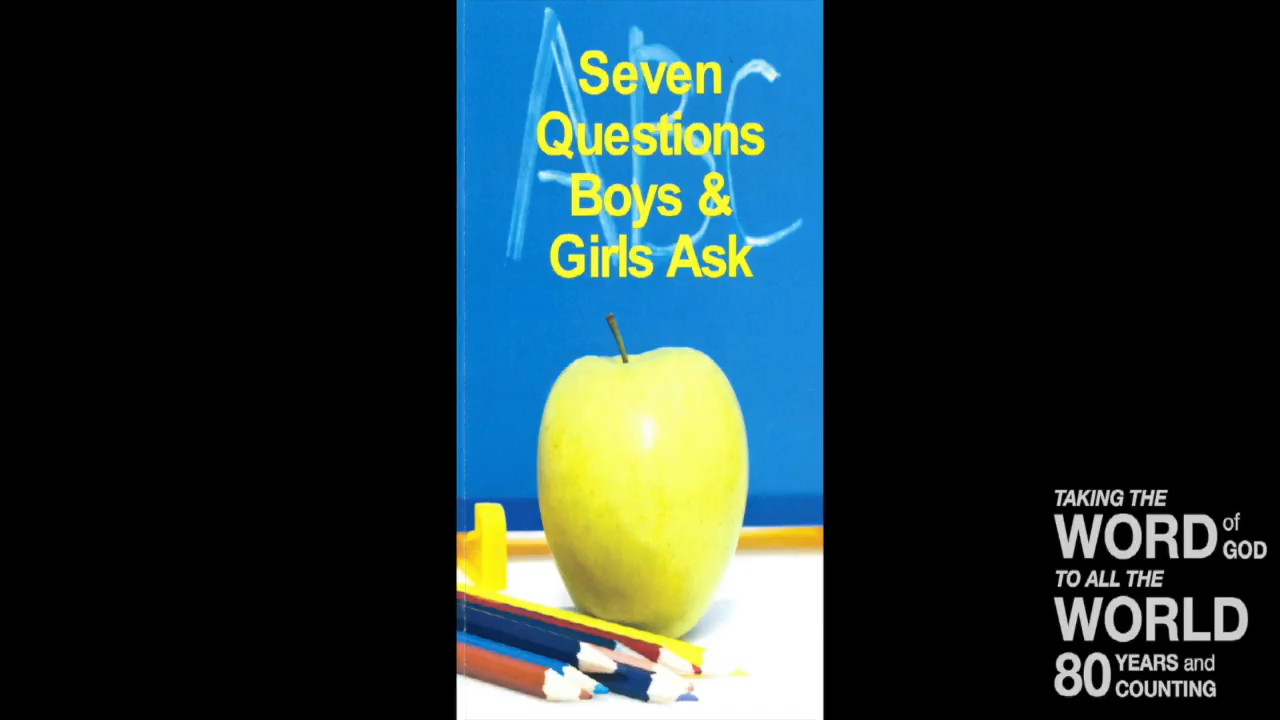 ABC
Seven
Questions
Boys &
Girls Ask
TAKING THE
WORD of GOD
TO ALL THE
WORLD
80 YEARS and
COUNTING